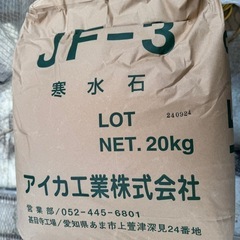 JF-3
寒水石
LOT 240924
NET. 20kg
アイカ工業株式会社
営業部/052-445-6801
甚目寺工場/愛知県あま市上萱津深見24番地